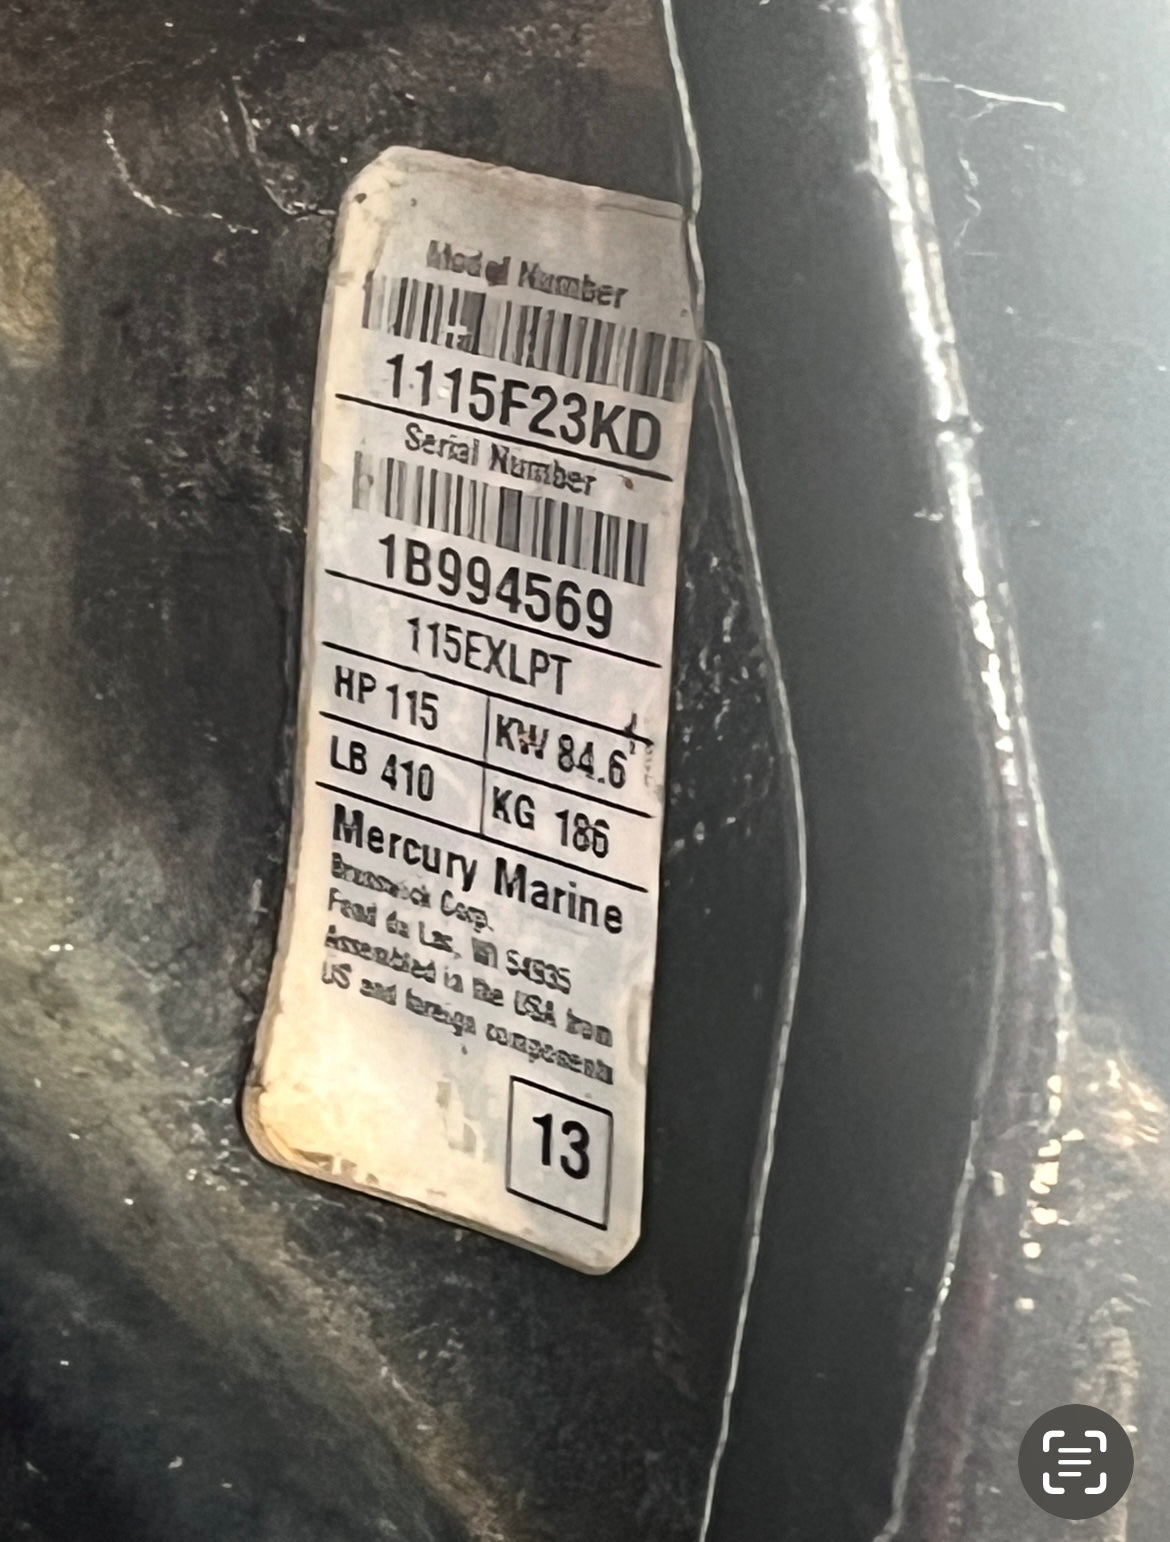 Model Number
1115F23KD
Serial Number
1B994569
115EXLPT
HP 115 KW 84.6
LB 410 KG 186
Mercury Marine
Brunswick Corp.
Fond du Lac, WI 54935
Assembled in the USA from
US and foreign components
13